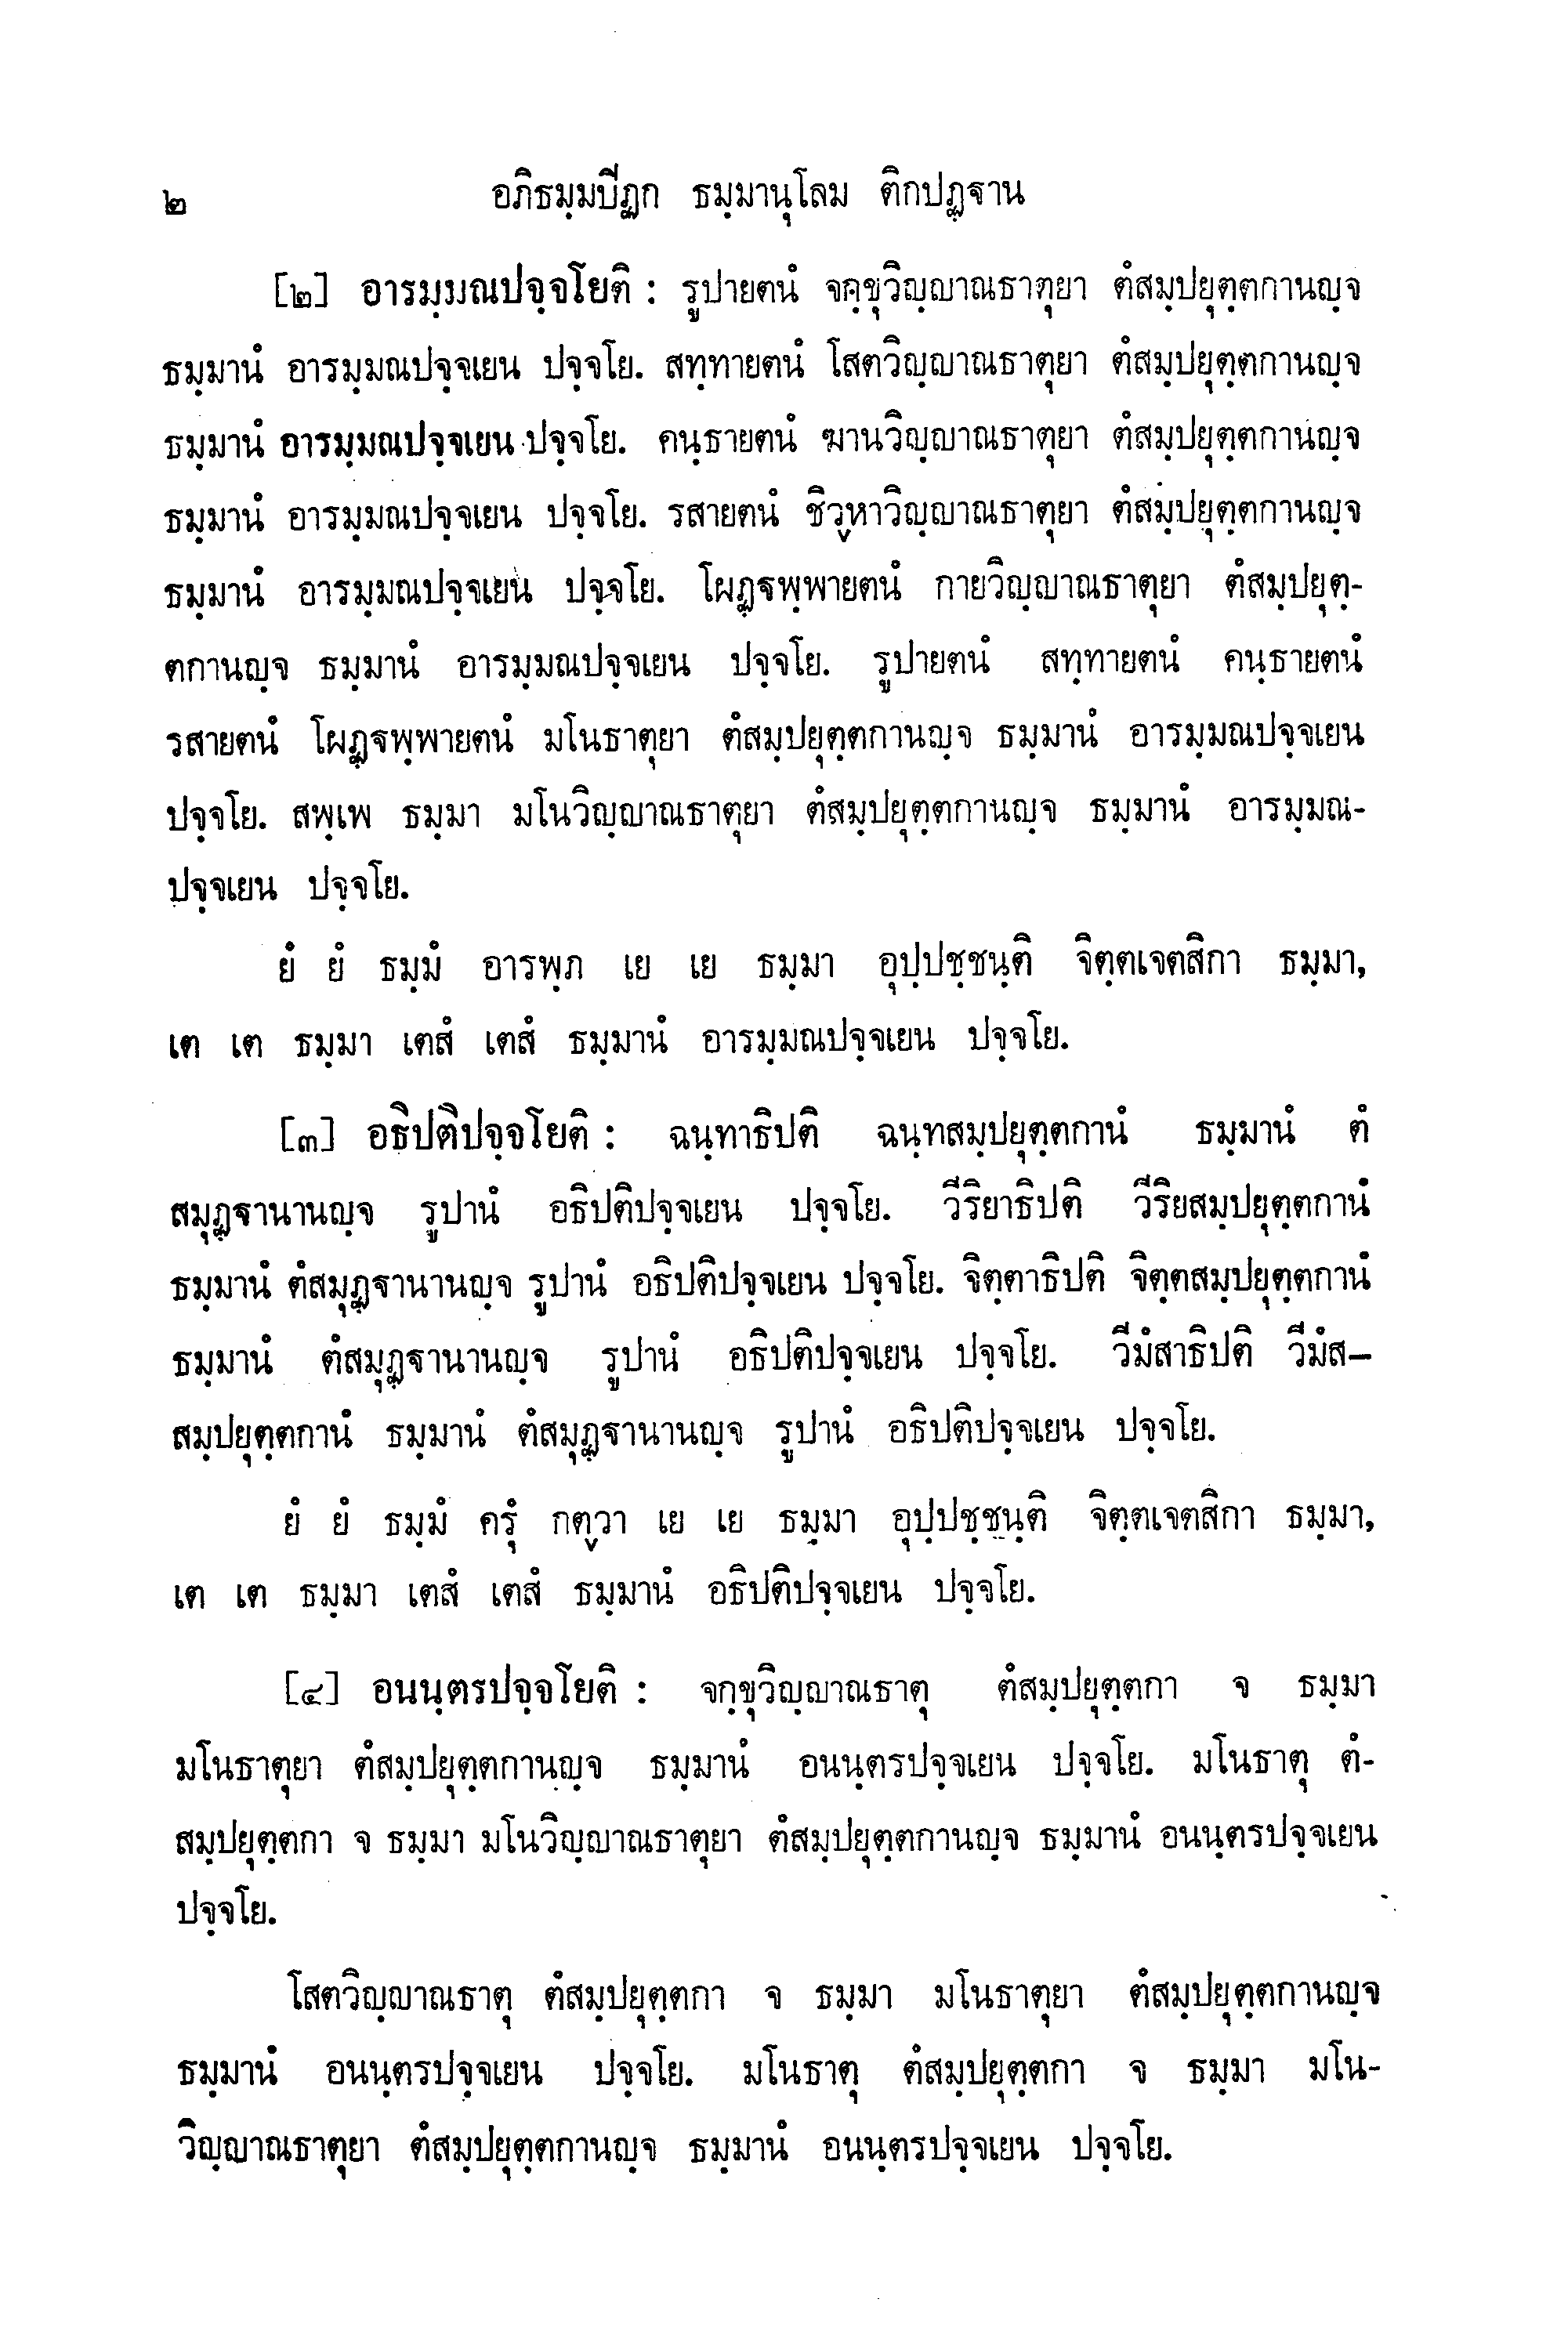 ๒ อภิธมฺมปิฏก ธมฺมานุโลม ติกปฏฺฐาน
[๒] อารมฺมณปจฺจโยติ : รูปายตนํ จกฺขุวิญฺญาณธาตุยา ตํสมฺปยุตฺตกานญฺจ
ธมฺมานํ อารมฺมณปจฺจเยน ปจฺจโย. สทฺทายตนํ โสตวิญฺญาณธาตุยา ตํสมฺปยุตฺตกานญฺจ
ธมฺมานํ อารมฺมณปจฺจเยน ปจฺจโย. คนฺธายตนํ ฆานวิญฺญาณธาตุยา ตํสมฺปยุตฺตกานญฺจ
ธมฺมานํ อารมฺมณปจฺจเยน ปจฺจโย. รสายตนํ ชิวฺหาวิญฺญาณธาตุยา ตํสมฺปยุตฺตกานญฺจ
ธมฺมานํ อารมฺมณปจฺจเยน ปจฺจโย. โผฏฺฐพฺพายตนํ กายวิญฺญาณธาตุยา ตํสมฺปยุตฺ-
ตกานญฺจ ธมฺมานํ อารมฺมณปจฺจเยน ปจฺจโย. รูปายตนํ สทฺทายตนํ คนฺธายตนํ
รสายตนํ โผฏฺฐพฺพายตนํ มโนธาตุยา ตํสมฺปยุตฺตกานญฺจ ธมฺมานํ อารมฺมณปจฺจเยน
ปจฺจโย. สพฺเพ ธมฺมา มโนวิญฺญาณธาตุยา ตํสมฺปยุตฺตกานญฺจ ธมฺมานํ อารมฺมณ-
ปจฺจเยน ปจฺจโย.
ยํ ยํ ธมฺมํ อารพฺภ เย เย ธมฺมา อุปฺปชฺชนฺติ จิตฺตเจตสิกา ธมฺมา,
เต เต ธมฺมา เตสํ เตสํ ธมฺมานํ อารมฺมณปจฺจเยน ปจฺจโย.
[๓] อธิปติปจฺจโยติ : ฉนฺทาธิปติ ฉนฺทสมฺปยุตฺตกานํ ธมฺมานํ ตํ
สมุฏฺฐานานญฺจ รูปานํ อธิปติปจฺจเยน ปจฺจโย. วีริยาธิปติ วีริยสมฺปยุตฺตกานํ
ธมฺมานํ ตํสมุฏฺฐานานญฺจ รูปานํ อธิปติปจฺจเยน ปจฺจโย. จิตฺตาธิปติ จิตฺตสมฺปยุตฺตกานํ
ธมฺมานํ ตํสมุฏฺฐานานญฺจ รูปานํ อธิปติปจฺจเยน ปจฺจโย. วีมํสาธิปติ วีมํส–
สมฺปยุตฺตกานํ ธมฺมานํ ตํสมุฏฺฐานานญฺจ รูปานํ อธิปติปจฺจเยน ปจฺจโย.
ยํ ยํ ธมฺมํ ครุํ กตฺวา เย เย ธมฺมา อุปฺปชฺชนฺติ จิตฺตเจตสิกา ธมฺมา,
เต เต ธมฺมา เตสํ เตสํ ธมฺมานํ อธิปติปจฺจเยน ปจฺจโย.
[๔] อนนฺตรปจฺจโยติ : จกฺขุวิญฺญาณธาตุ ตํสมฺปยุตฺตกา จ ธมฺมา
มโนธาตุยา ตํสมฺปยุตฺตกานญฺจ ธมฺมานํ อนนฺตรปจฺจเยน ปจฺจโย. มโนธาตุ ตํ-
สมฺปยุตฺตกา จ ธมฺมา มโนวิญฺญาณธาตุยา ตํสมฺปยุตฺตกานญฺจ ธมฺมานํ อนนฺตรปจฺจเยน
ปจฺจโย.
โสตวิญฺญาณธาตุ ตํสมฺปยุตฺตกา จ ธมฺมา มโนธาตุยา ตํสมฺปยุตฺตกานญฺจ
ธมฺมานํ อนนฺตรปจฺจเยน ปจฺจโย. มโนธาตุ ตํสมฺปยุตฺตกา จ ธมฺมา มโน-
วิญฺญาณธาตุยา ตํสมฺปยุตฺตกานญฺจ ธมฺมานํ อนนฺตรปจฺจเยน ปจฺจโย.